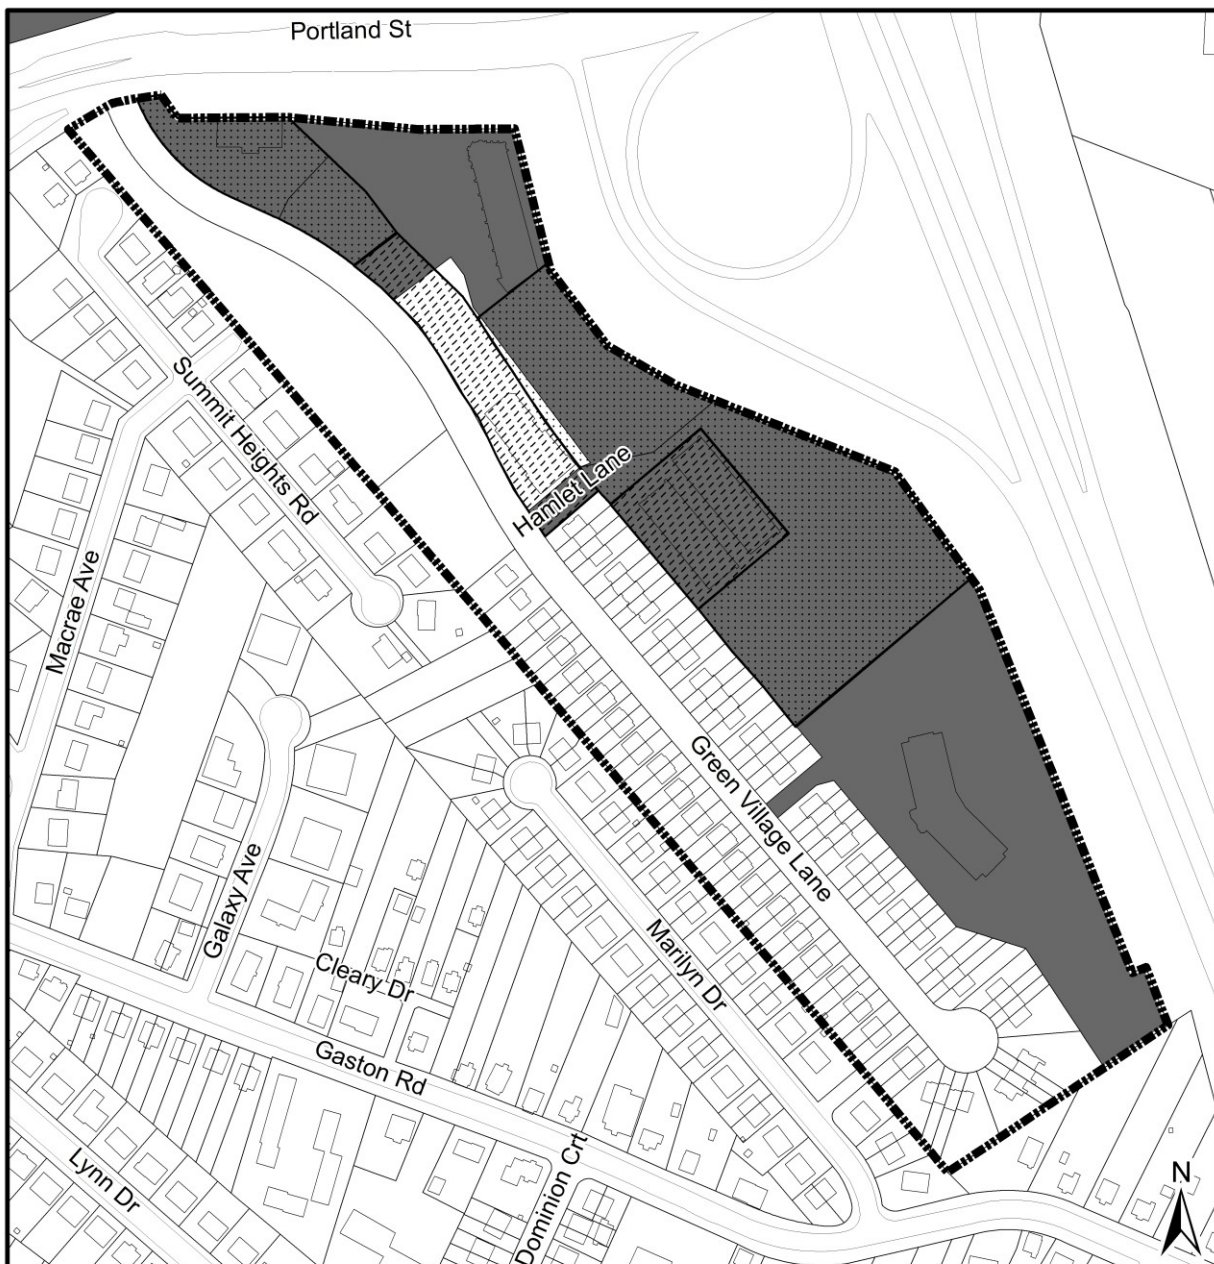 Portland St
Summit Heights Rd
Hamlet Lane
Macrae Ave
Green Village Lane
Galaxy Ave
Cleary Dr
Marilyn Dr
Gaston Rd
Lynn Dr
Dominion Crt
N